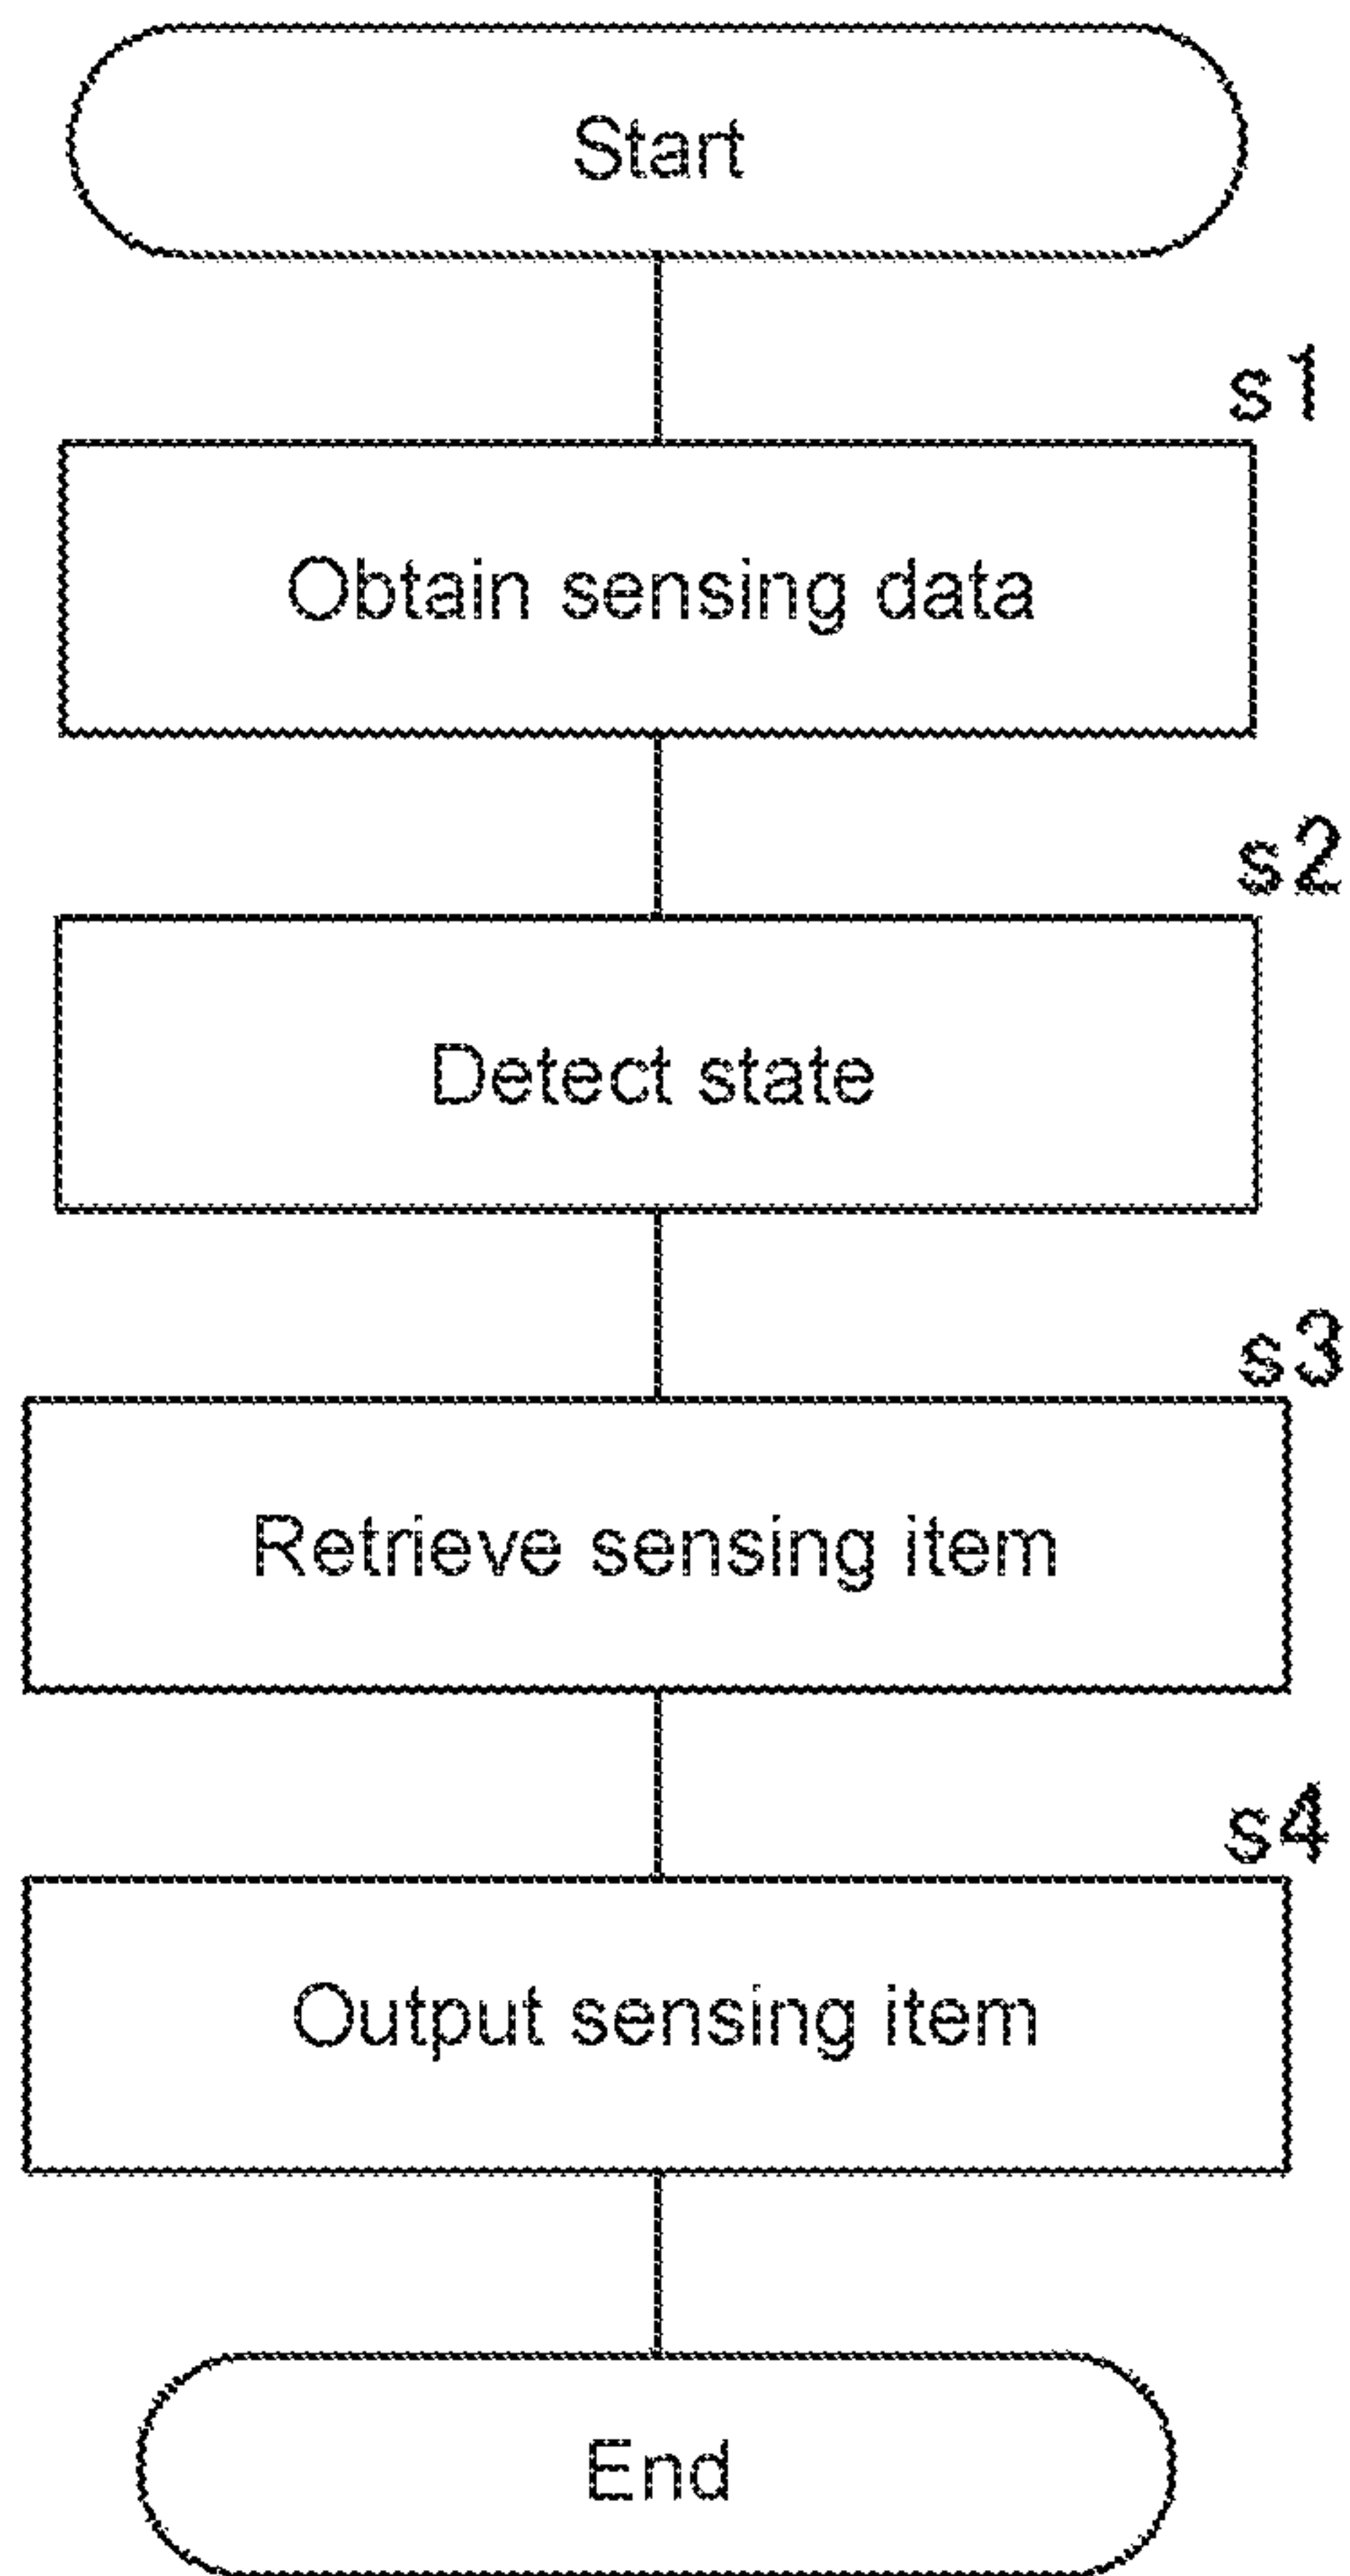 Start
s1
Obtain sensing data
s2
Detect state
s3
Retrieve sensing item
s4
Output sensing item
End